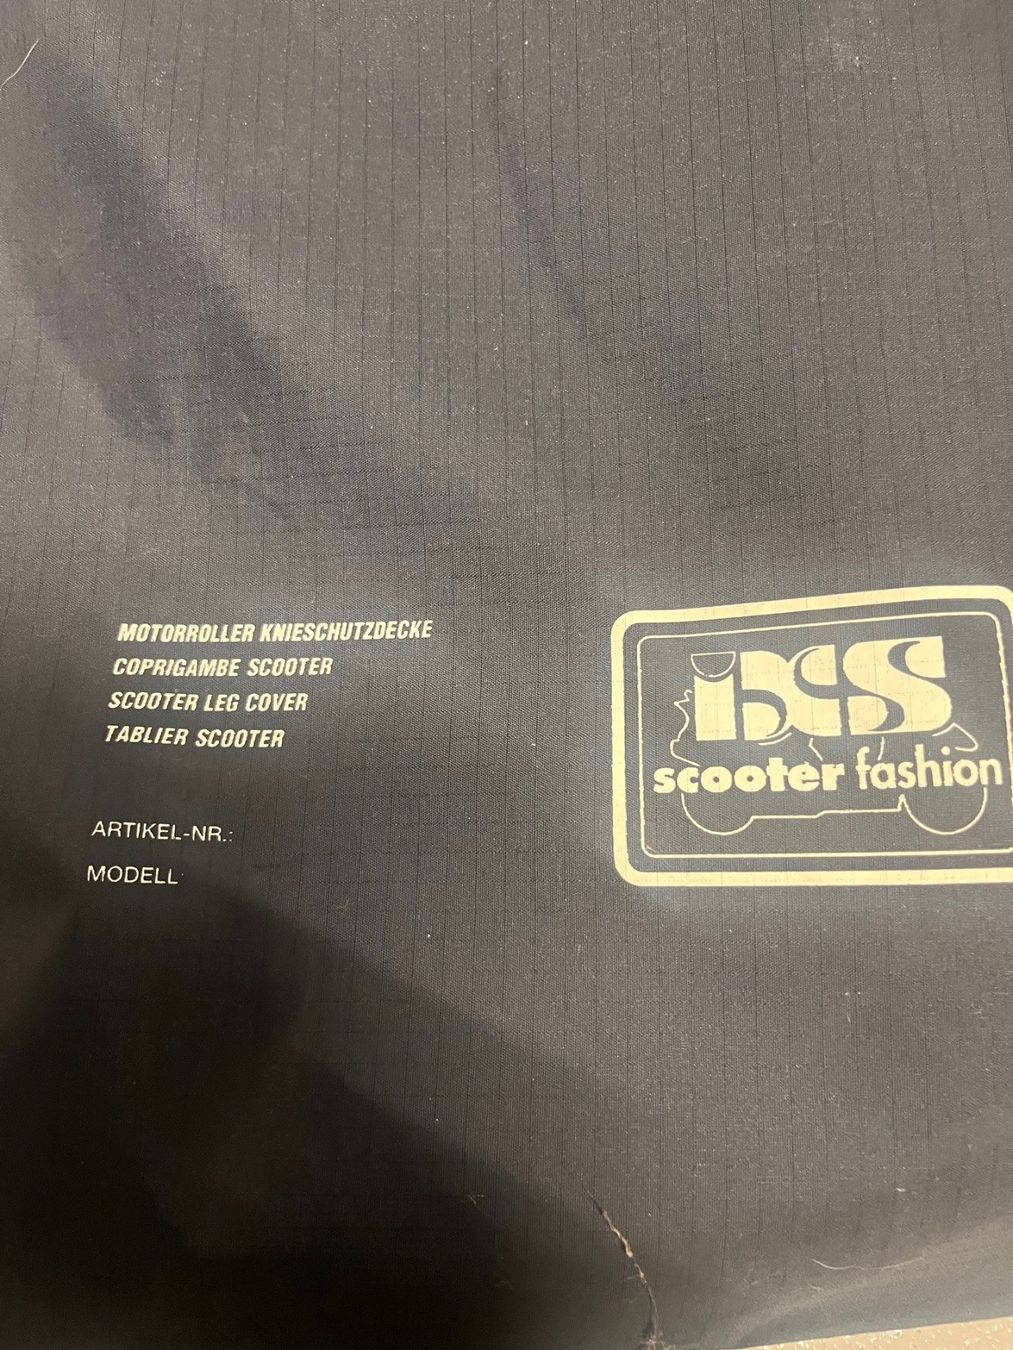 MOTORROLLER KNIESCHUTZDECKE
COPRIGAMBE SCOOTER
SCOOTER LEG COVER
TABLIER SCOOTER
ARTIKEL-NR.:
MODELL
iXS
scooter fashion